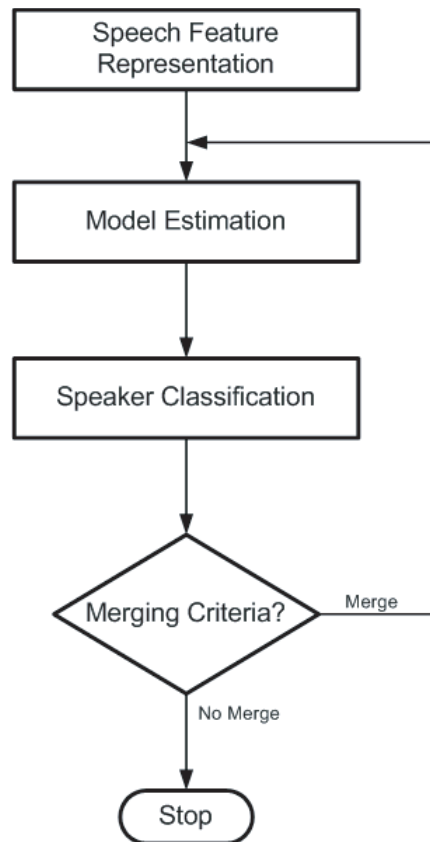 Speech Feature
Representation
Model Estimation
Speaker Classification
Merging Criteria?
Merge
No Merge
Stop